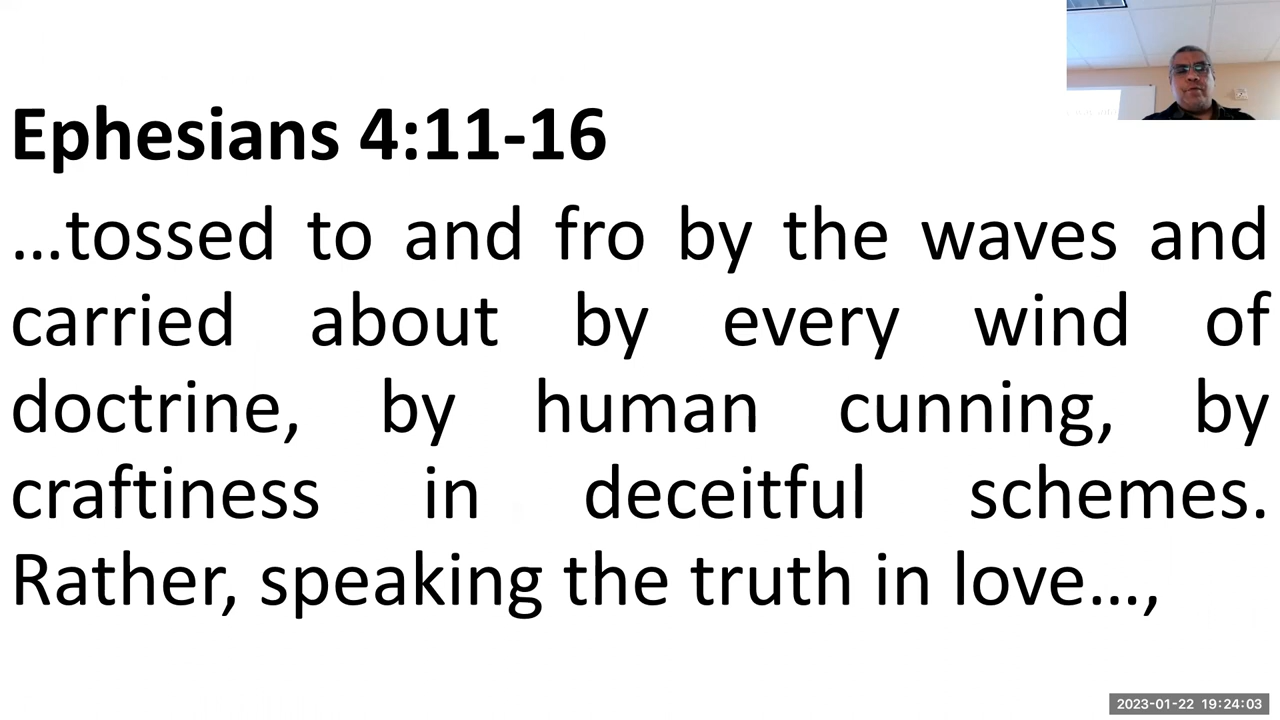 Ephesians 4:11-16
...tossed to and fro by the waves and
carried about by every wind of
doctrine, by human cunning, by
craftiness in deceitful schemes.
Rather, speaking the truth in love...,
2023-01-22 19:24:03